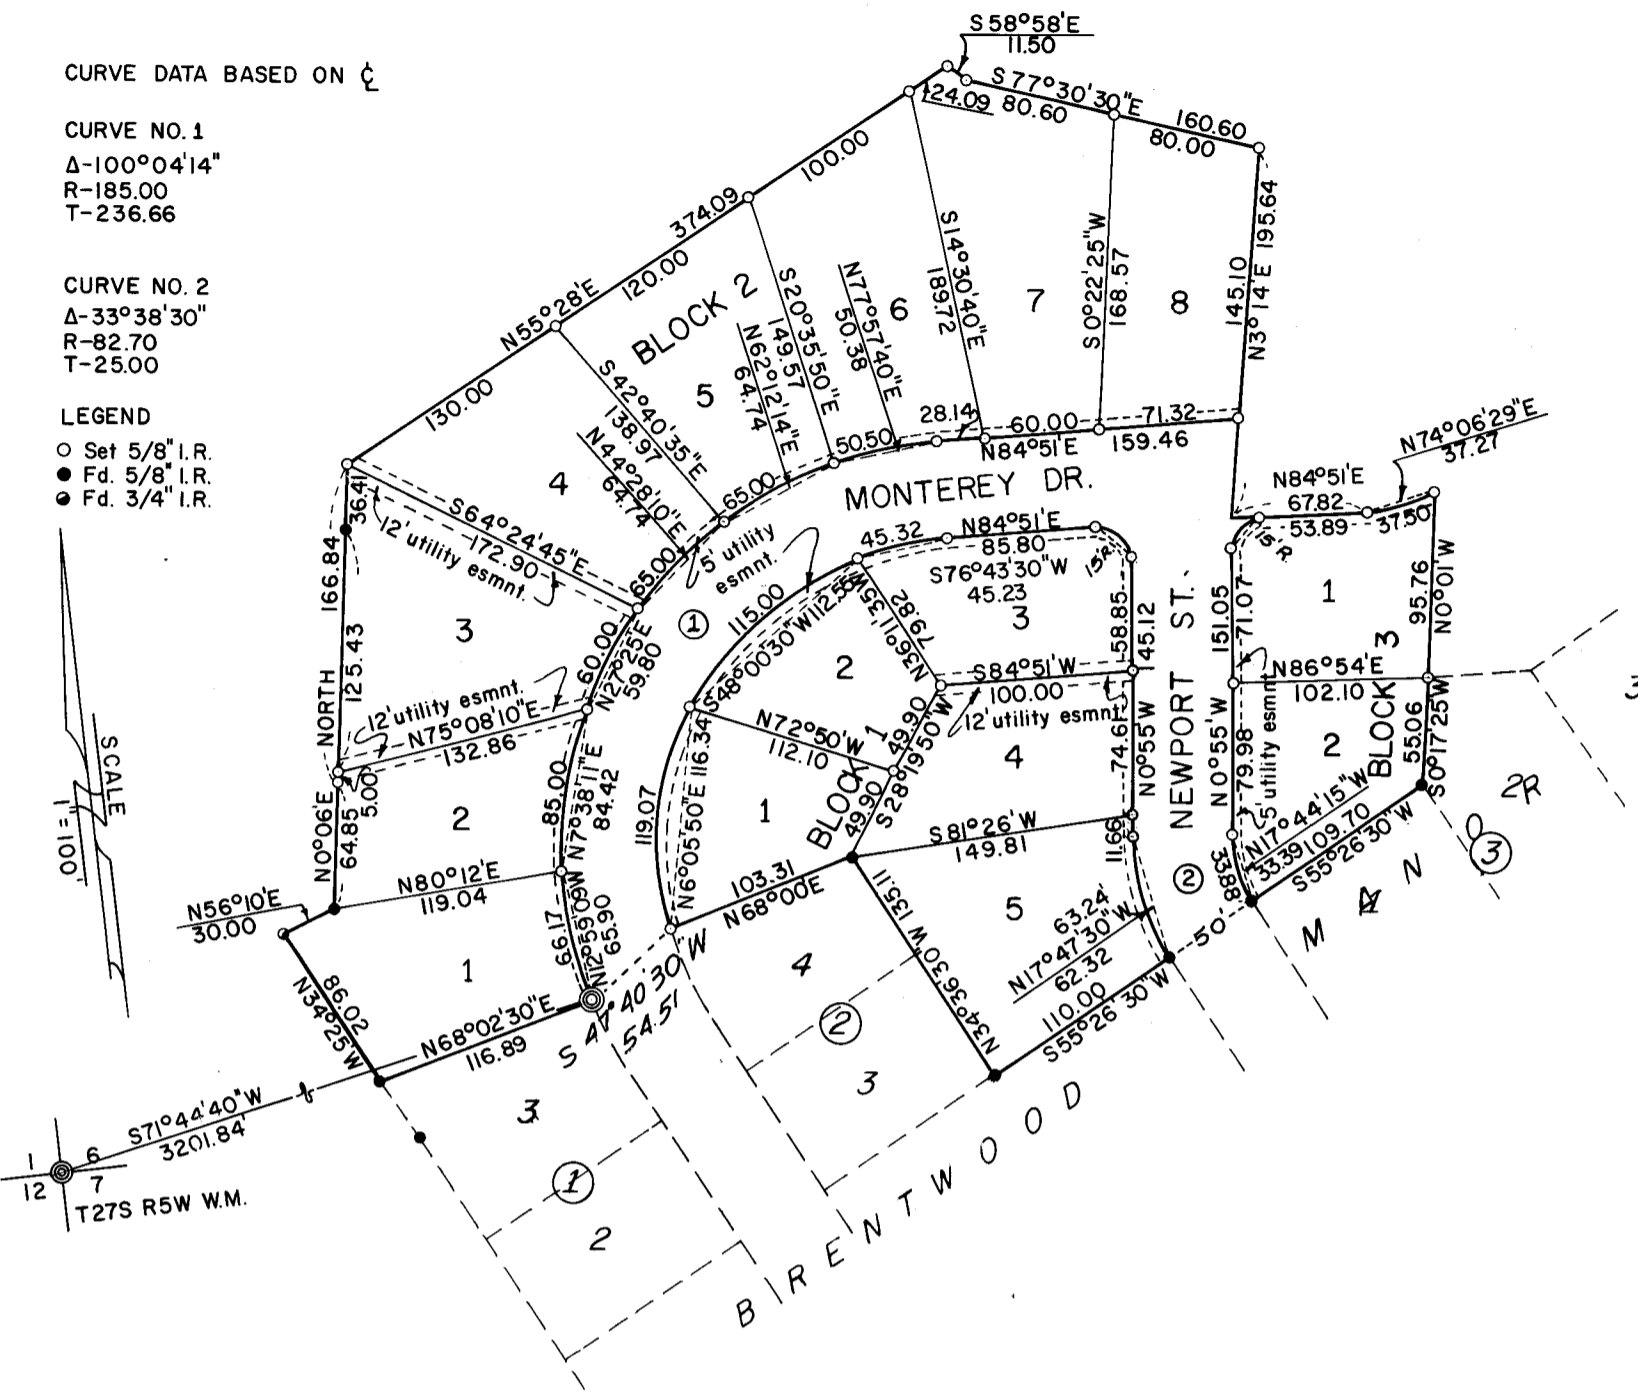 CURVE DATA BASED ON ℄
CURVE NO. 1
Δ-100°04'14"
R-185.00
T-236.66
CURVE NO. 2
Δ-33°38'30"
R-82.70
T-25.00
LEGEND
Set 5/8" I.R.
Fd. 5/8" I.R.
Fd. 3/4" I.R.
SCALE
1"=100'
S58°58'E
11.50
S77°30'30"E
24.09
80.60
160.60
80.00
100.00
374.09
120.00
N55°28'E
130.00
BLOCK 2
S20°35'50"E
149.57
S14°30'40"E
189.72
S0°22'25"W
168.57
N3°14'E 195.64
145.10
N77°57'40"E
50.38
N62°12'14"E
64.74
S42°40'35"E
138.97
N44°28'10"E
64.74
4
5
6
7
8
65.00
50.50
28.14
60.00
71.32
N84°51'E
159.46
MONTEREY DR.
N74°06'29"E
37.27
N84°51'E
67.82
53.89
37.50
15'R
36.41
166.84
NORTH
125.43
S64°24'45"E
172.90
12' utility esmnt.
3
65.00
5' utility
esmnt.
1
45.32
N84°51'E
85.80
S76°43'30"W
45.23
15'R
60.00
N27°25'E
59.80
115.00
S48°00'30"W 112.55
N36°11'35"W
79.82
3
2
58.85
145.12
N0°55'W
NEWPORT ST.
151.05
71.07
N0°55'W
1
95.76
N0°01'W
12' utility esmnt.
N75°08'10"E
132.86
S84°51'W
100.00
12' utility esmnt.
N86°54'E
102.10
BLOCK 3
5.00
N0°06'E
64.85
2
85.00
N7°38'11"E
84.42
119.07
N6°05'50"E 116.34
N72°50'W
112.10
BLOCK 1
1
49.90
49.90
S28°19'50"W
4
74.61
79.98
5' utility esmnt.
2
55.06
S0°17'25"W
N80°12'E
119.04
S81°26'W
149.81
11.66
33.88
N17°44'15"W
33.39
109.70
S55°26'30"W
2
2R
3
3
N56°10'E
30.00
66.17
N12°59'09"W
65.90
103.31
N68°00'E
5
63.24
N17°47'30"W
62.32
50'
1
86.02
N34°25'W
N68°02'30"E
116.89
S47°40'30"W
54.51
4
2
3
N34°36'30"W 135.11
110.00
S55°26'30"W
S71°44'40"W
3201.84'
1
6
12
7
T27S R5W W.M.
3
1
2
BRENTWOOD
MAN